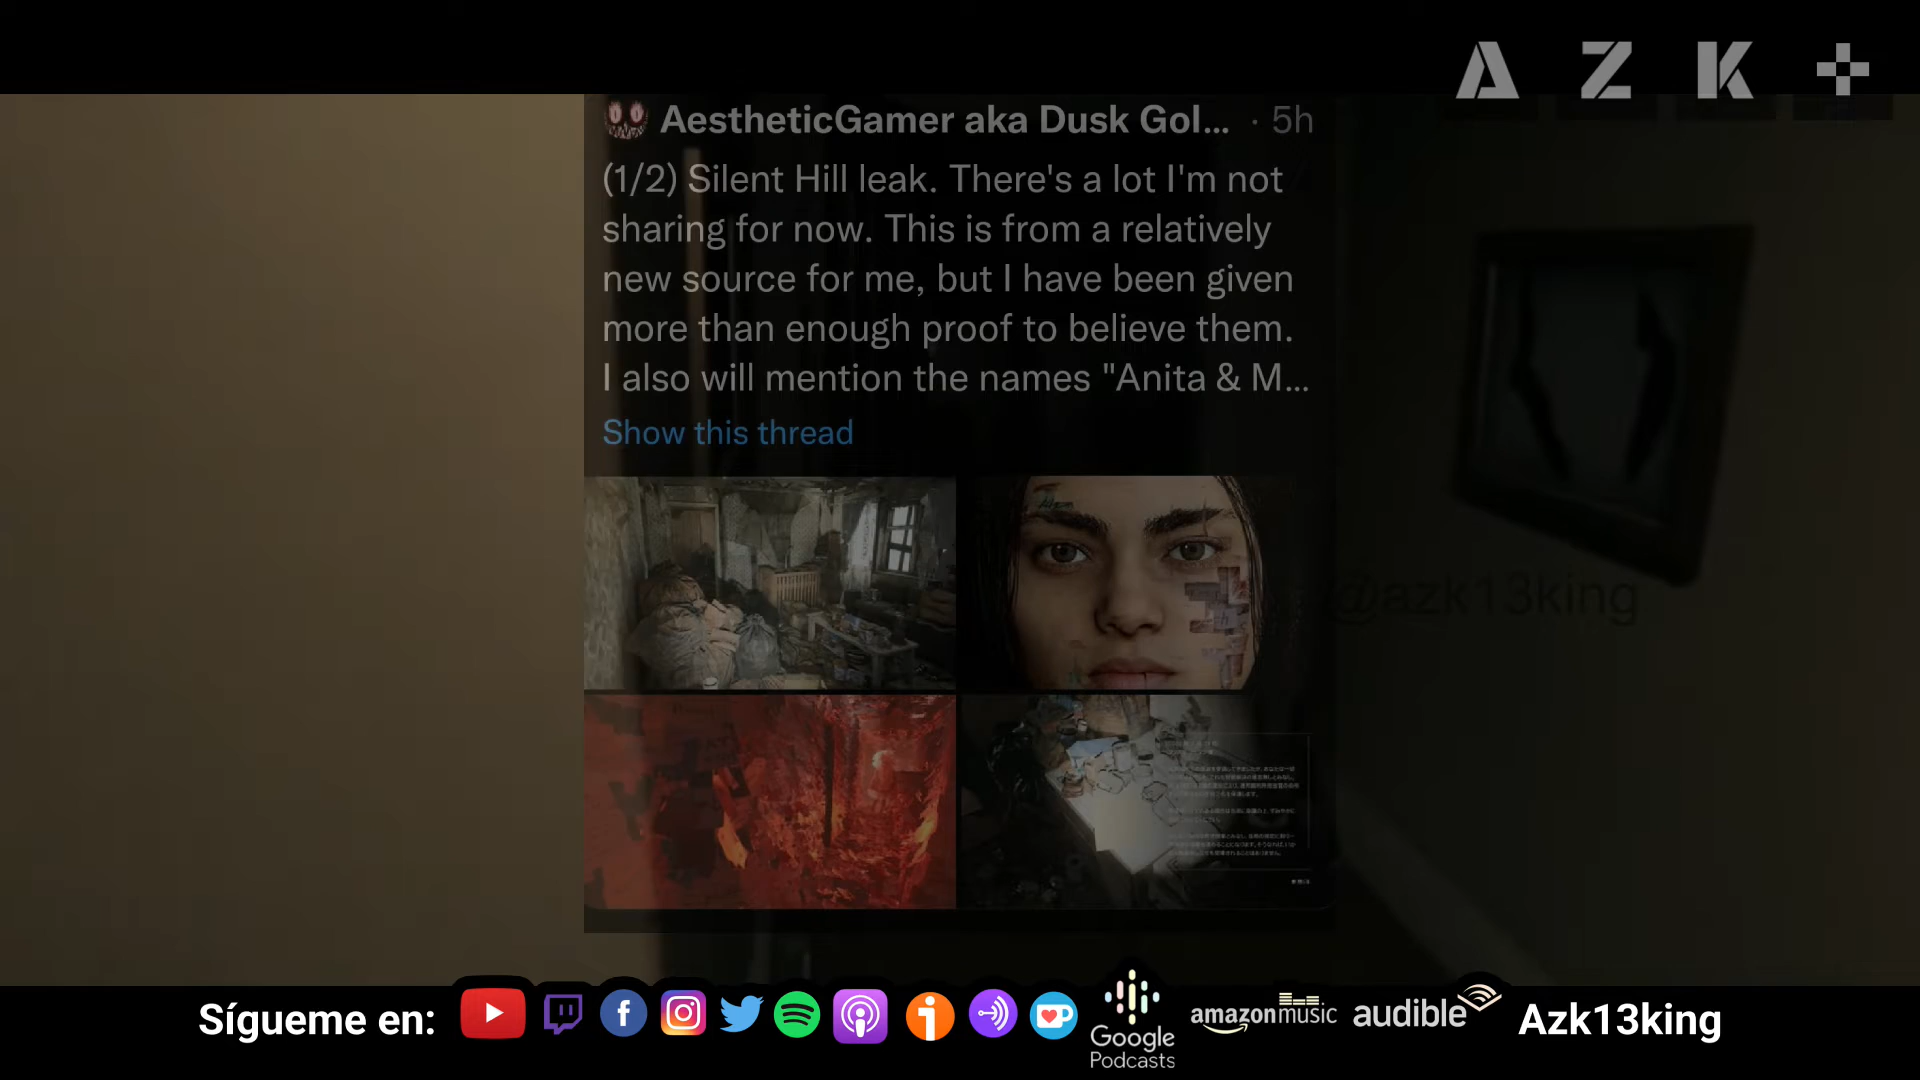 A Z K +
AestheticGamer aka Dusk Gol... · 5h
(1/2) Silent Hill leak. There's a lot I'm not
sharing for now. This is from a relatively
new source for me, but I have been given
more than enough proof to believe them.
I also will mention the names "Anita & M...
Show this thread
@azk13king
Sígueme en:
Google
Podcasts
amazon music
audible
Azk13king